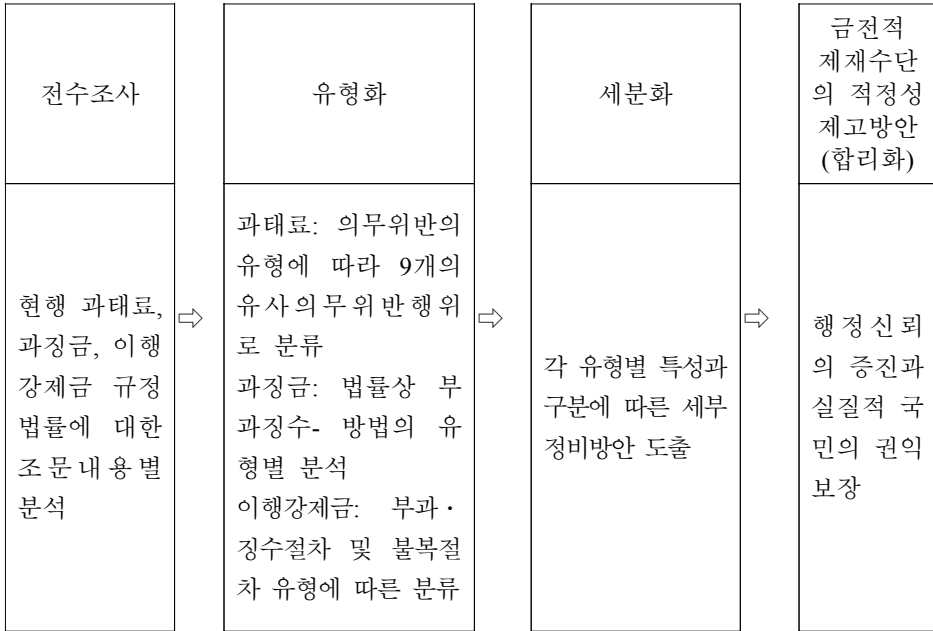 전수조사
유형화
세분화
금전적
제재수단
의 적정성
제고방안
(합리화)
현행 과태료,
과징금, 이행
강제금 규정
법률에 대한
조문내용별
분석
⇨
과태료: 의무위반의
유형에 따라 9개의
유사의무위반행위
로 분류
과징금: 법률상 부
과징수- 방법의 유
형별 분석
이행강제금: 부과・
징수절차 및 불복절
차 유형에 따른 분류
⇨
각 유형별 특성과
구분에 따른 세부
정비방안 도출
⇨
행정신뢰
의 증진과
실질적 국
민의 권익
보장